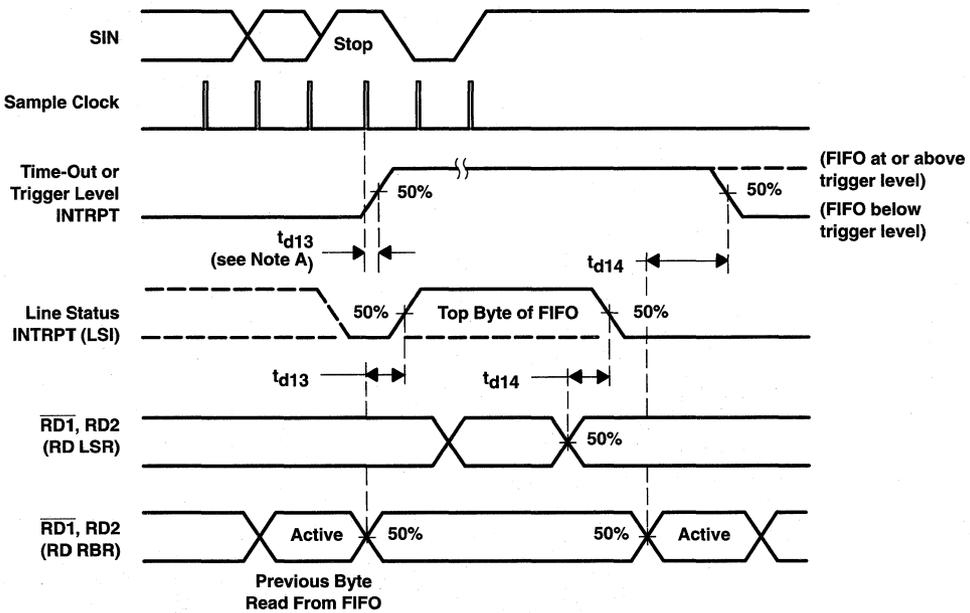 SIN
Stop
Sample Clock
Time-Out or
Trigger Level
INTRPT
50%
50%
(FIFO at or above
trigger level)
(FIFO below
trigger level)
td13
(see Note A)
td14
Line Status
INTRPT (LSI)
50%
Top Byte of FIFO
50%
td13
td14
RD1, RD2
(RD LSR)
50%
RD1, RD2
(RD RBR)
Active
50%
50%
Active
Previous Byte
Read From FIFO